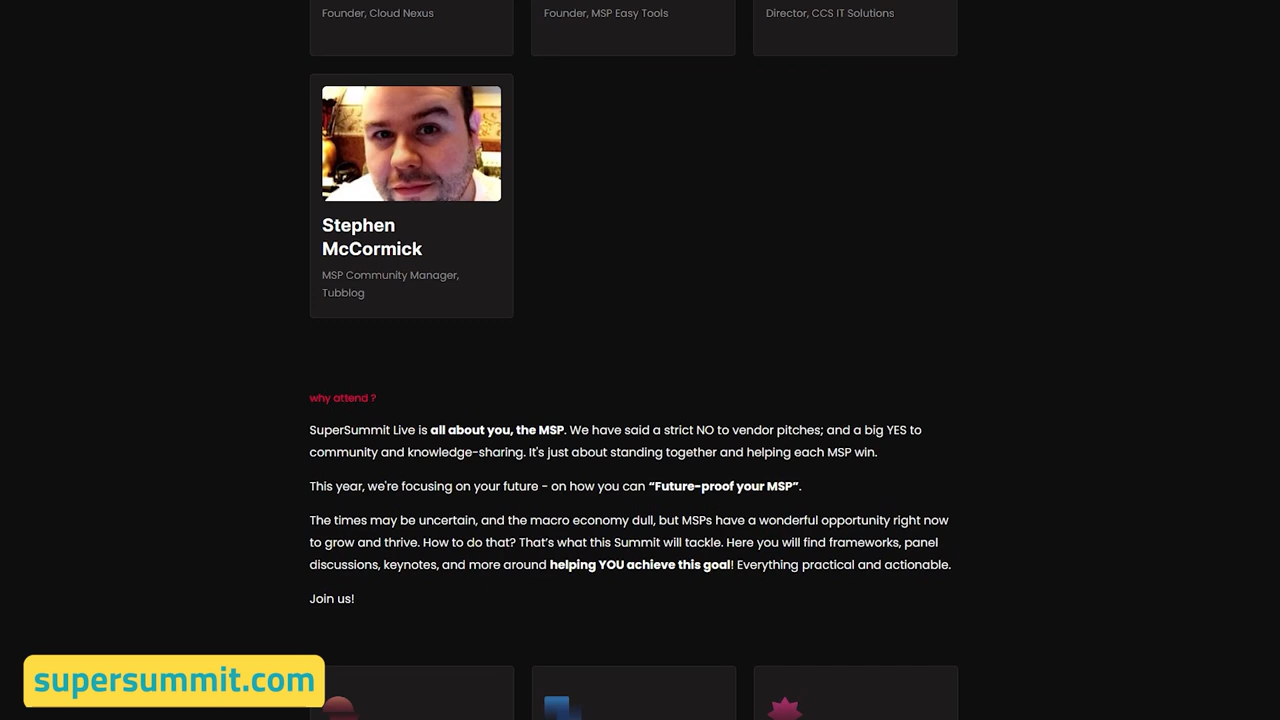 Founder, Cloud Nexus
Founder, MSP Easy Tools
Director, CCS IT Solutions
Stephen
McCormick
MSP Community Manager,
Tubblog
why attend ?
SuperSummit Live is all about you, the MSP. We have said a strict NO to vendor pitches; and a big YES to
community and knowledge-sharing. It's just about standing together and helping each MSP win.
This year, we're focusing on your future - on how you can “Future-proof your MSP”.
The times may be uncertain, and the macro economy dull, but MSPs have a wonderful opportunity right now
to grow and thrive. How to do that? That’s what this Summit will tackle. Here you will find frameworks, panel
discussions, keynotes, and more around helping YOU achieve this goal! Everything practical and actionable.
Join us!
supersummit.com